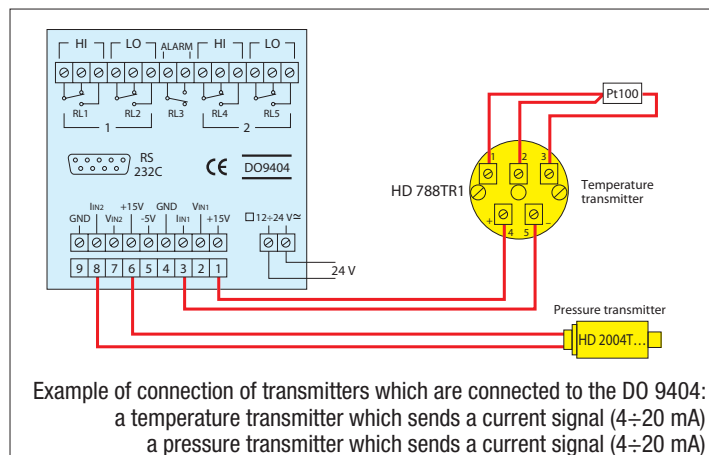 HI LO ALARM HI LO
RL1 RL2 RL3 RL4 RL5
1 2
RS
232C
CE DO9404
IIN2 +15V GND VIN1
GND VIN2 -5V IIN1 +15V
12÷24 V≃
9 8 7 6 5 4 3 2 1
24 V
Pt100
1 2 3
HD 788TR1
Temperature
transmitter
+ 4 5 –
Pressure transmitter
HD 2004T...
Example of connection of transmitters which are connected to the DO 9404:
a temperature transmitter which sends a current signal (4÷20 mA)
a pressure transmitter which sends a current signal (4÷20 mA)